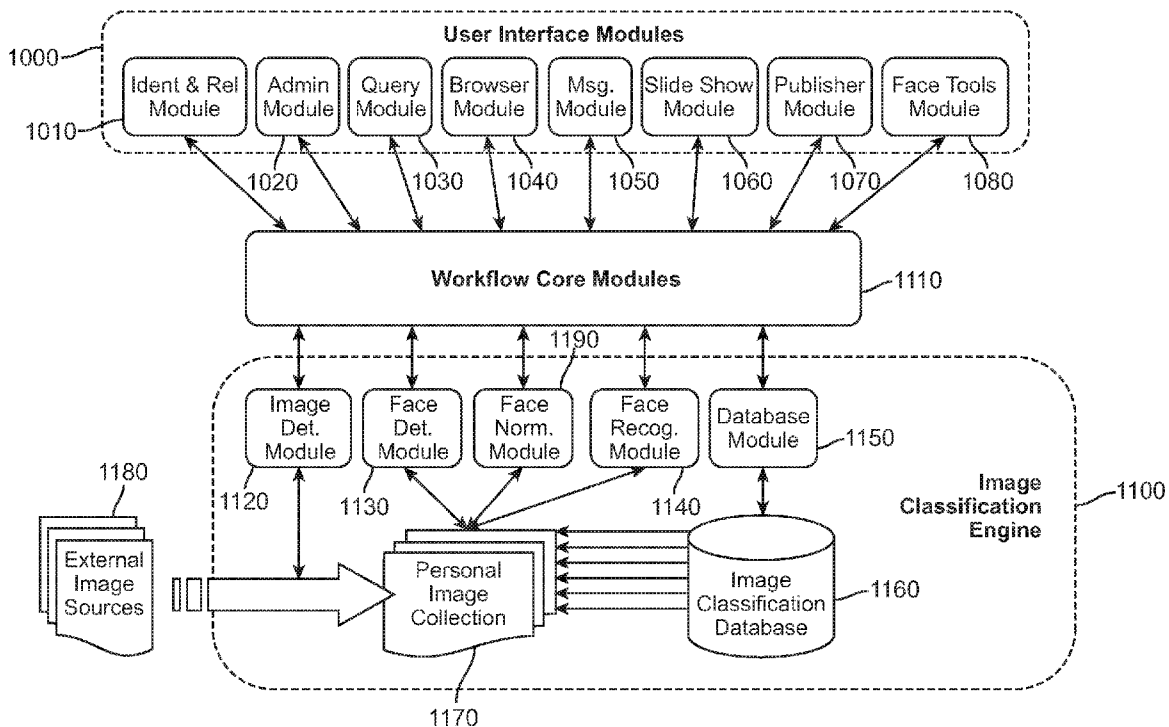 User Interface Modules
1000
Ident & Rel
Module
Admin
Module
Query
Module
Browser
Module
Msg.
Module
Slide Show
Module
Publisher
Module
Face Tools
Module
1010
1020
1030
1040
1050
1060
1070
1080
Workflow Core Modules
1110
1190
Image
Det.
Module
Face
Det.
Module
Face
Norm.
Module
Face
Recog.
Module
Database
Module
1150
1120
1130
1140
1180
Image
Classification
Engine
1100
External
Image
Sources
Personal
Image
Collection
Image
Classification
Database
1160
1170